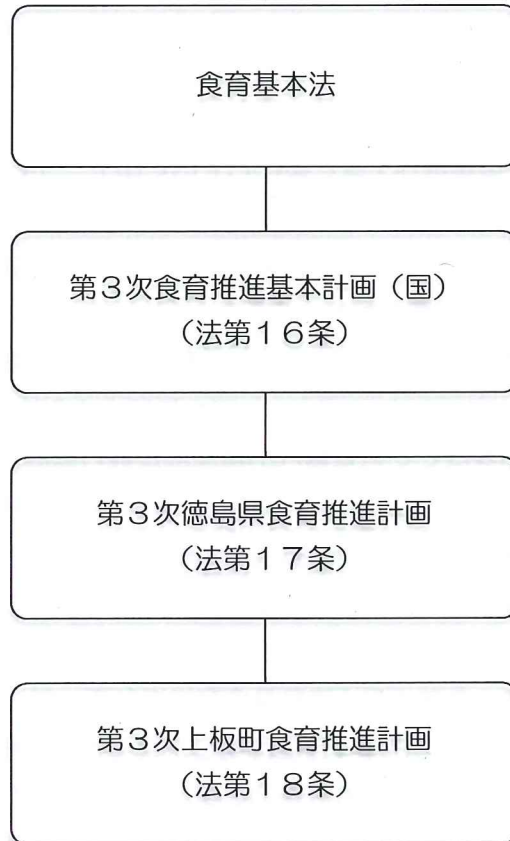 食育基本法
第３次食育推進基本計画（国）
（法第１６条）
第３次徳島県食育推進計画
（法第１７条）
第３次上板町食育推進計画
（法第１８条）